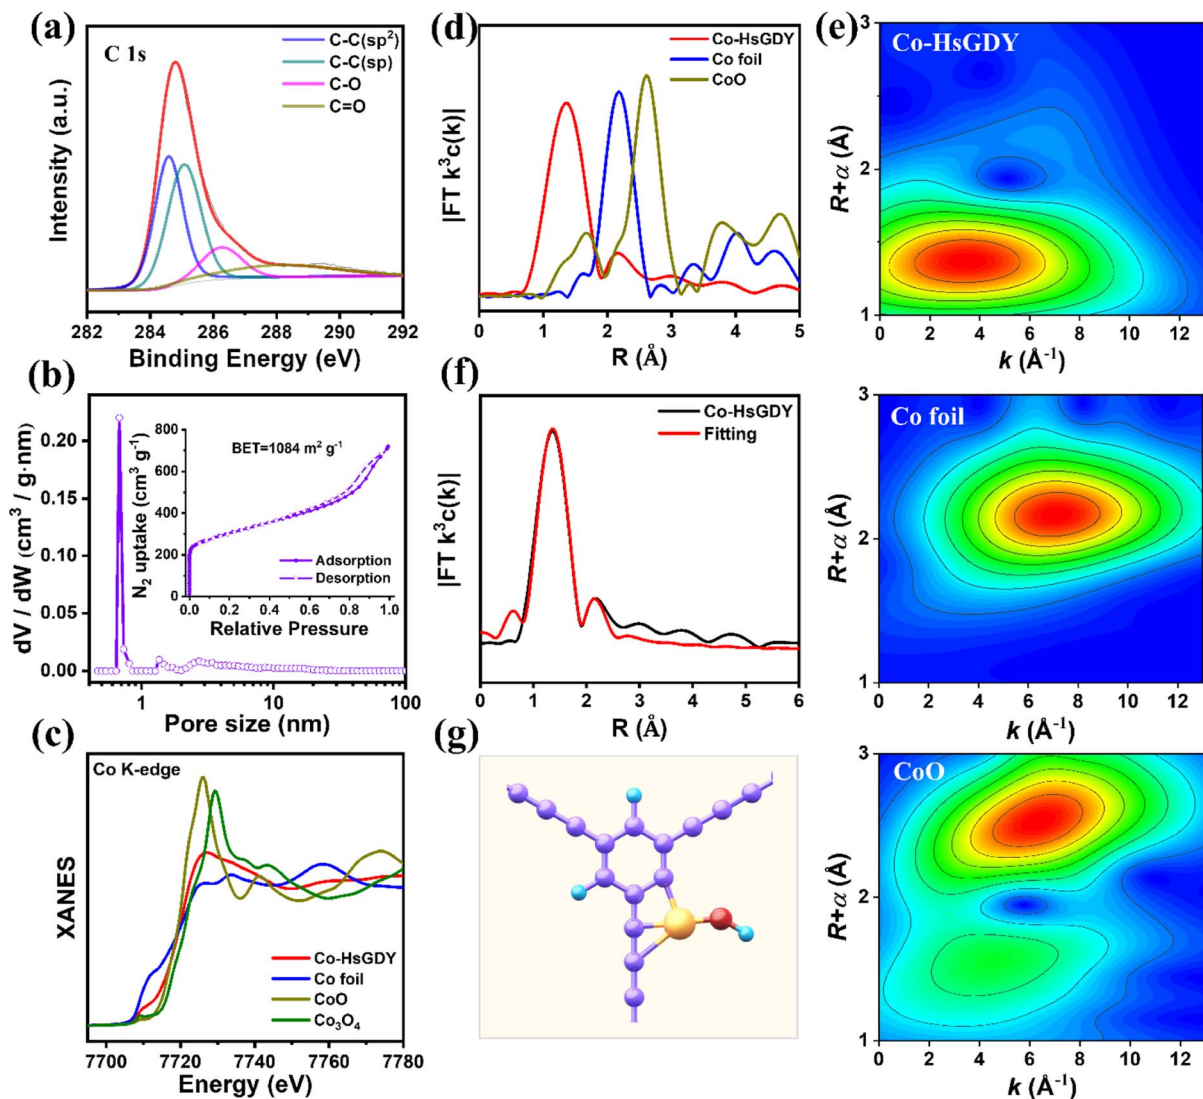 (a)
C 1s
C-C(sp²)
C-C(sp)
C-O
C=O
Intensity (a.u.)
282 284 286 288 290 292
Binding Energy (eV)
(b)
dV / dW (cm³ / g·nm)
0.20
0.15
0.10
0.05
0.00
1 10 100
Pore size (nm)
N₂ uptake (cm³ g⁻¹)
800
600
400
200
0
BET=1084 m² g⁻¹
Adsorption
Desorption
0.0 0.2 0.4 0.6 0.8 1.0
Relative Pressure
(c)
Co K-edge
XANES
Co-HsGDY
Co foil
CoO
Co₃O₄
7700 7720 7740 7760 7780
Energy (eV)
(d)
|FT k³c(k)|
Co-HsGDY
Co foil
CoO
0 1 2 3 4 5
R (Å)
(f)
|FT k³c(k)|
Co-HsGDY
Fitting
0 1 2 3 4 5 6
R (Å)
(g)
(e)
Co-HsGDY
R+α (Å)
3
2
1
0 2 4 6 8 10 12
k (Å⁻¹)
Co foil
R+α (Å)
3
2
1
0 2 4 6 8 10 12
k (Å⁻¹)
CoO
R+α (Å)
3
2
1
0 2 4 6 8 10 12
k (Å⁻¹)